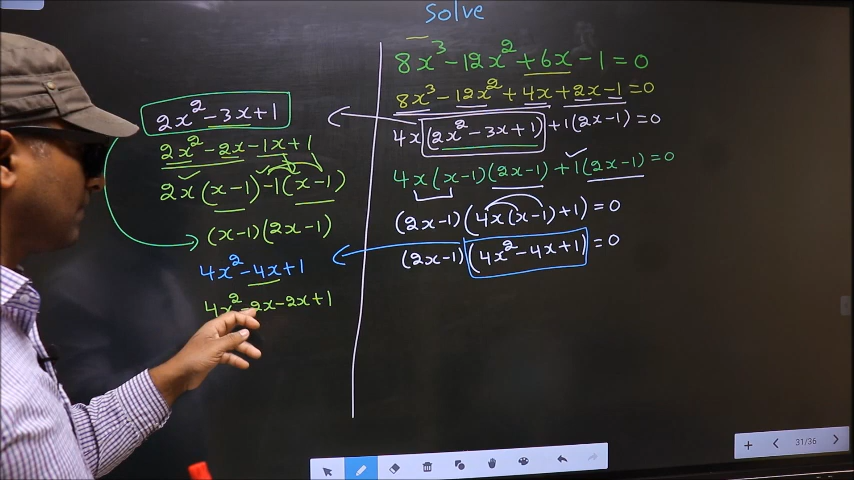 solve
8x³ - 12x² + 6x - 1 = 0
8x³ - 12x² + 4x + 2x - 1 = 0
4x(2x² - 3x + 1) + 1(2x - 1) = 0
4x(x - 1)(2x - 1) + 1(2x - 1) = 0
(2x - 1)(4x(x - 1) + 1) = 0
(2x - 1)(4x² - 4x + 1) = 0
2x² - 3x + 1
2x² - 2x - 1x + 1
2x(x - 1) - 1(x - 1)
(x - 1)(2x - 1)
4x² - 4x + 1
4x² - 2x - 2x + 1
31/36